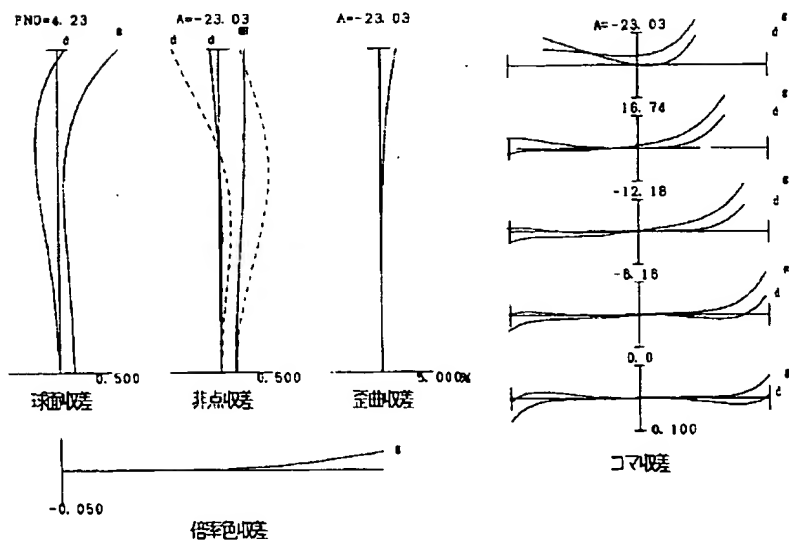 FNO=4.23
d
g
0.500
球面収差
A=-23.03
d
d
0.500
非点収差
A=-23.03
5.000%
歪曲収差
A=-23.03
g
d
16.74
g
d
-12.18
g
d
-8.18
d
0.0
g
d
0.100
コマ収差
g
-0.050
倍率色収差